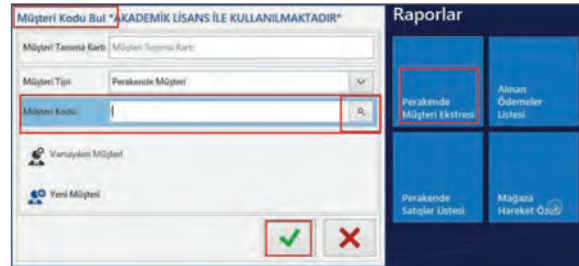 Müşteri Kodu Bul *AKADEMİK LİSANS İLE KULLANILMAKTADIR*
Müşteri Tanıma Kartı Müşteri Tanıma Kartı
Müşteri Tipi Perakende Müşteri
Müşteri Kodu
Varsayılan Müşteri
Yeni Müşteri
Raporlar
Perakende
Müşteri Ekstresi
Alınan
Ödemeler
Listesi
Perakende
Satışlar Listesi
Mağaza
Hareket Özeti